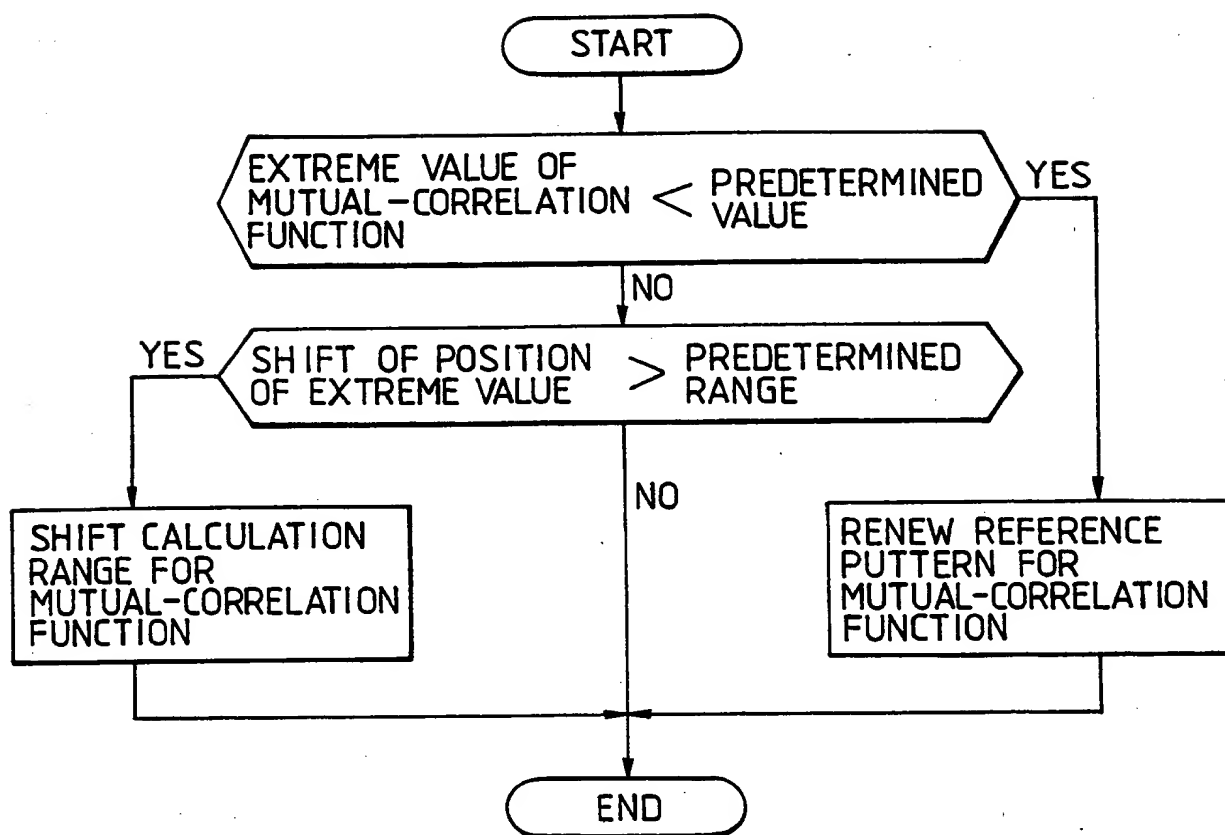 START
EXTREME VALUE OF
MUTUAL-CORRELATION
FUNCTION
<
PREDETERMINED
VALUE
YES
NO
YES
SHIFT OF POSITION
OF EXTREME VALUE
>
PREDETERMINED
RANGE
NO
SHIFT CALCULATION
RANGE FOR
MUTUAL-CORRELATION
FUNCTION
RENEW REFERENCE
PUTTERN FOR
MUTUAL-CORRELATION
FUNCTION
END